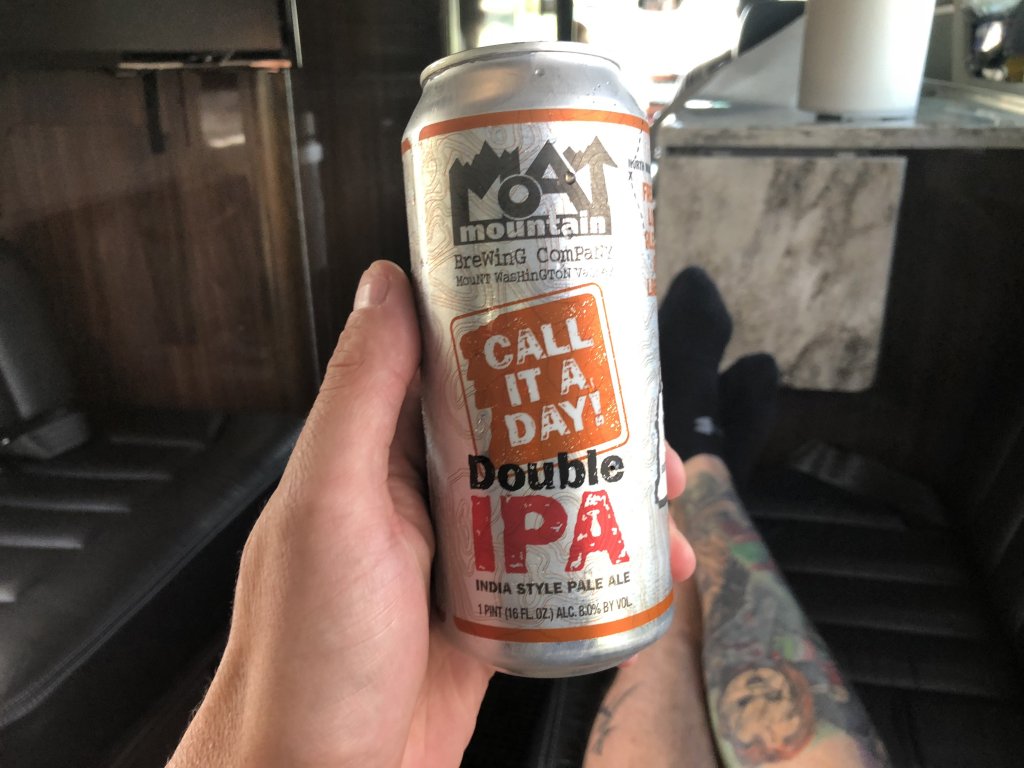 MOAT
mountain
BreWinG ComPaNY
MouNT WasHinGToN
CALL
IT A
DAY!
Double
IPA
INDIA STYLE PALE ALE
1 PINT (16 FL. OZ.) ALC. 8.0% BY VOL.